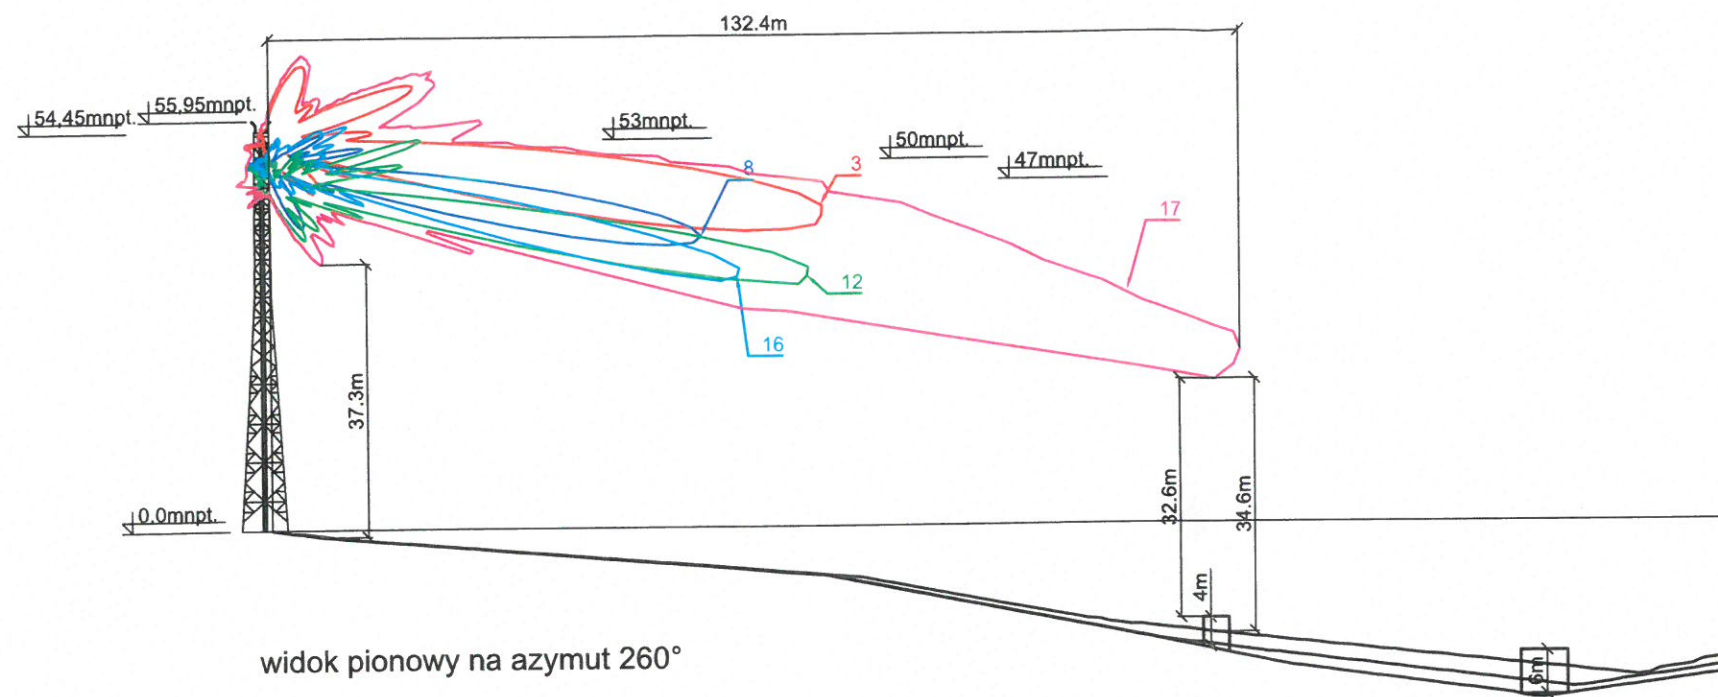 132.4m
54,45mnpt.
55,95mnpt.
53mnpt.
50mnpt.
47mnpt.
8
3
17
12
16
37.3m
0.0mnpt.
32.6m
34.6m
4m
6m
widok pionowy na azymut 260°